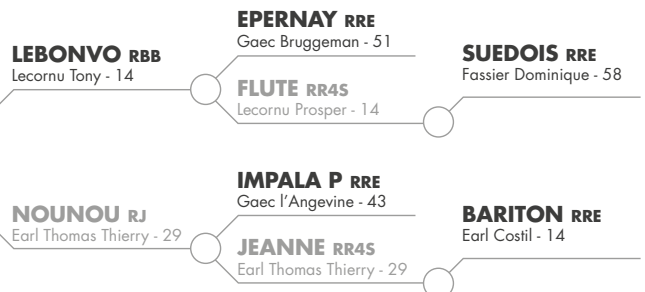 LEBONVO RBB
Lecornu Tony - 14
EPERNAY RRE
Gaec Bruggeman - 51
FLUTE RR4S
Lecornu Prosper - 14
SUEDOIS RRE
Fassier Dominique - 58
NOUNOU RJ
Earl Thomas Thierry - 29
IMPALA P RRE
Gaec l'Angevine - 43
JEANNE RR4S
Earl Thomas Thierry - 29
BARITON RRE
Earl Costil - 14